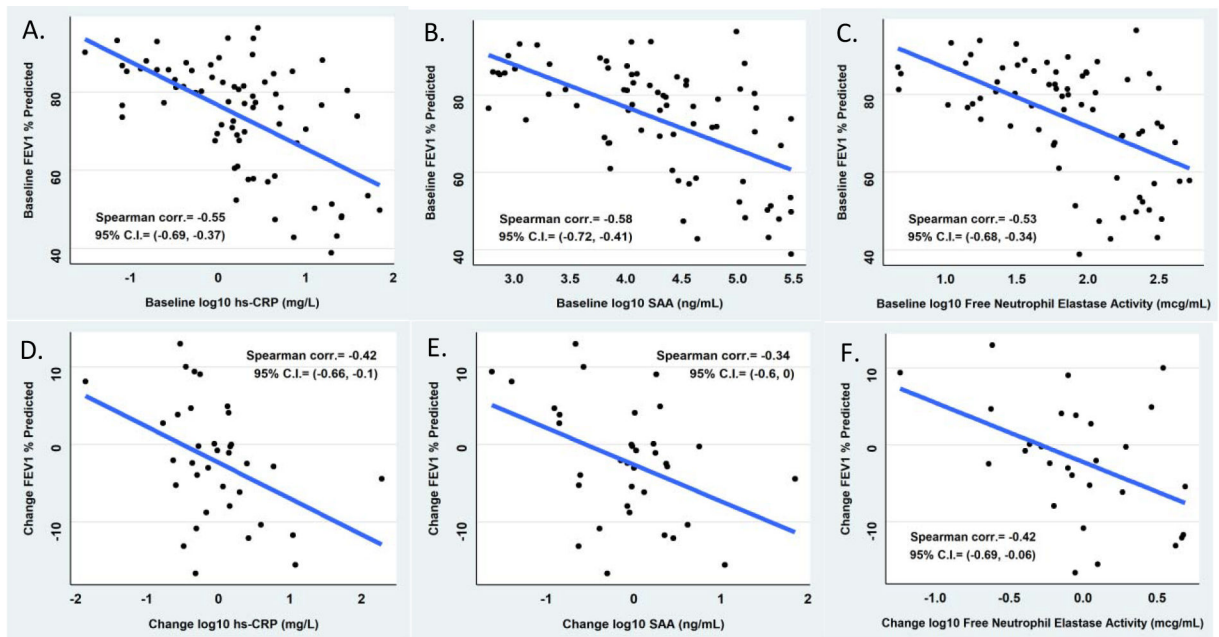 A.
Baseline FEV1 % Predicted
80
60
40
Spearman corr.= -0.55
95% C.I.= (-0.69, -0.37)
-1
0
1
2
Baseline log10 hs-CRP (mg/L)
B.
Baseline FEV1 % Predicted
80
60
40
Spearman corr.= -0.58
95% C.I.= (-0.72, -0.41)
3.0
3.5
4.0
4.5
5.0
5.5
Baseline log10 SAA (ng/mL)
C.
Baseline FEV1 % Predicted
80
60
40
Spearman corr.= -0.53
95% C.I.= (-0.68, -0.34)
1.0
1.5
2.0
2.5
Baseline log10 Free Neutrophil Elastase Activity (mcg/mL)
D.
Change FEV1 % Predicted
10
0
-10
Spearman corr.= -0.42
95% C.I.= (-0.66, -0.1)
-2
-1
0
1
2
Change log10 hs-CRP (mg/L)
E.
Change FEV1 % Predicted
10
0
-10
Spearman corr.= -0.34
95% C.I.= (-0.6, 0)
-1
0
1
2
Change log10 SAA (ng/mL)
F.
Change FEV1 % Predicted
10
0
-10
Spearman corr.= -0.42
95% C.I.= (-0.69, -0.06)
-1.0
-0.5
0.0
0.5
Change log10 Free Neutrophil Elastase Activity (mcg/mL)